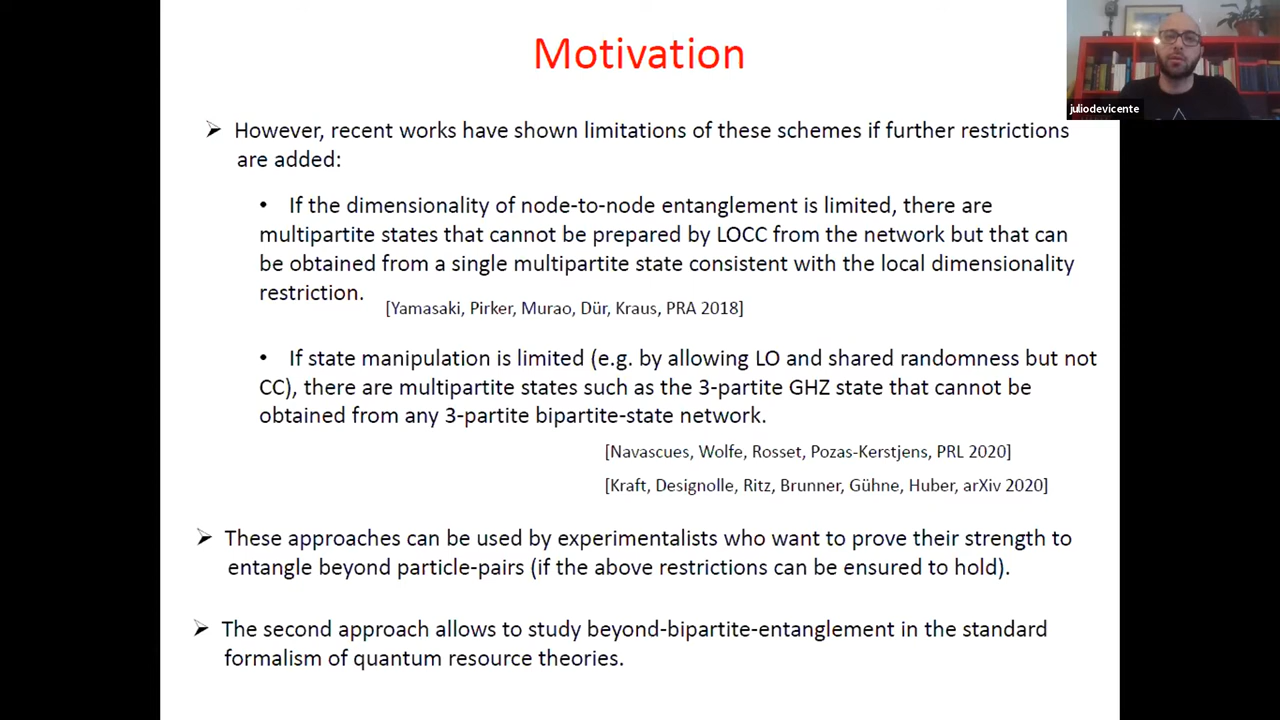 Motivation
juliodevicente
➢ However, recent works have shown limitations of these schemes if further restrictions
are added:
• If the dimensionality of node-to-node entanglement is limited, there are
multipartite states that cannot be prepared by LOCC from the network but that can
be obtained from a single multipartite state consistent with the local dimensionality
restriction.
[Yamasaki, Pirker, Murao, Dür, Kraus, PRA 2018]
• If state manipulation is limited (e.g. by allowing LO and shared randomness but not
CC), there are multipartite states such as the 3-partite GHZ state that cannot be
obtained from any 3-partite bipartite-state network.
[Navascues, Wolfe, Rosset, Pozas-Kerstjens, PRL 2020]
[Kraft, Designolle, Ritz, Brunner, Gühne, Huber, arXiv 2020]
➢ These approaches can be used by experimentalists who want to prove their strength to
entangle beyond particle-pairs (if the above restrictions can be ensured to hold).
➢ The second approach allows to study beyond-bipartite-entanglement in the standard
formalism of quantum resource theories.